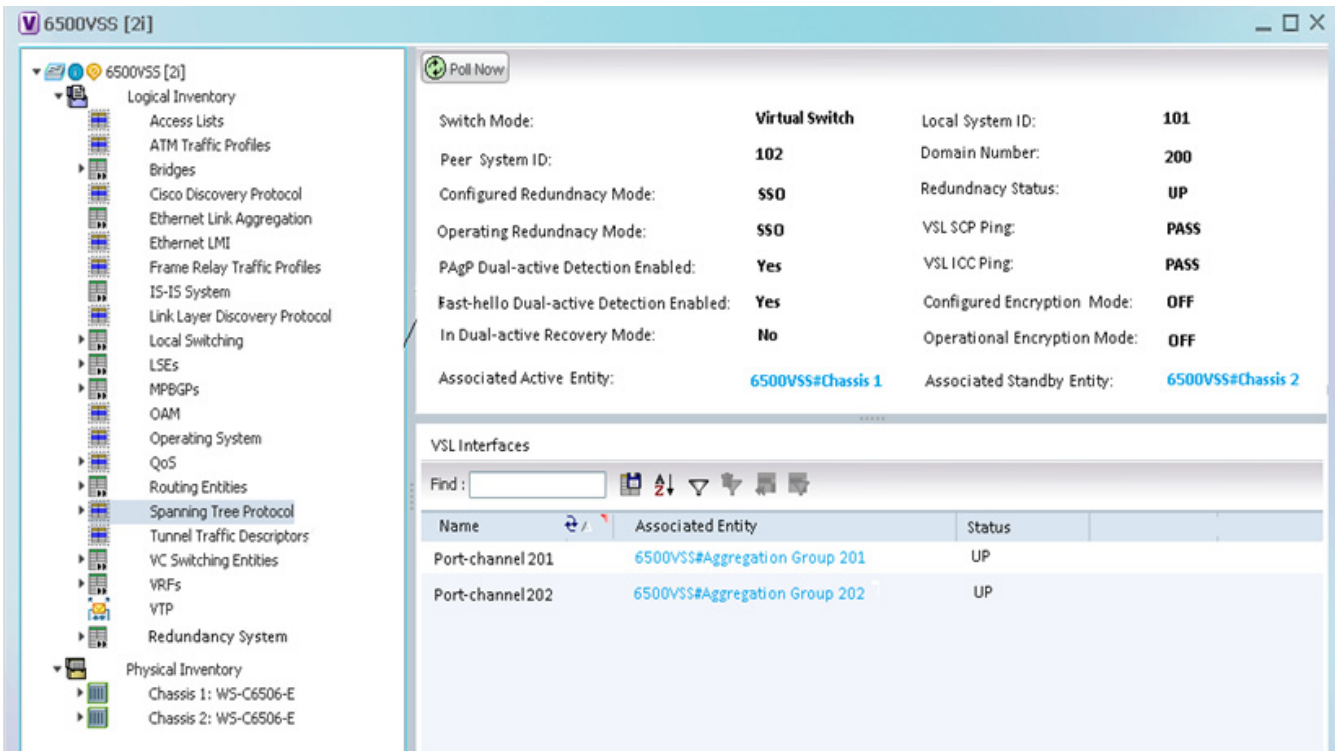 6500VSS [2i]
6500VSS [2i]
Logical Inventory
Access Lists
ATM Traffic Profiles
Bridges
Cisco Discovery Protocol
Ethernet Link Aggregation
Ethernet LMI
Frame Relay Traffic Profiles
IS-IS System
Link Layer Discovery Protocol
Local Switching
LSEs
MPBGPs
OAM
Operating System
QoS
Routing Entities
Spanning Tree Protocol
Tunnel Traffic Descriptors
VC Switching Entities
VRFs
VTP
Redundancy System
Physical Inventory
Chassis 1: WS-C6506-E
Chassis 2: WS-C6506-E
Poll Now
Switch Mode: Virtual Switch Local System ID: 101
Peer System ID: 102 Domain Number: 200
Configured Redundnacy Mode: SSO Redundnacy Status: UP
Operating Redundnacy Mode: SSO VSL SCP Ping: PASS
PAgP Dual-active Detection Enabled: Yes VSL ICC Ping: PASS
Fast-hello Dual-active Detection Enabled: Yes Configured Encryption Mode: OFF
In Dual-active Recovery Mode: No Operational Encryption Mode: OFF
Associated Active Entity: 6500VSS#Chassis 1 Associated Standby Entity: 6500VSS#Chassis 2
VSL Interfaces
Find :
Name Associated Entity Status
Port-channel 201 6500VSS#Aggregation Group 201 UP
Port-channel 202 6500VSS#Aggregation Group 202 UP